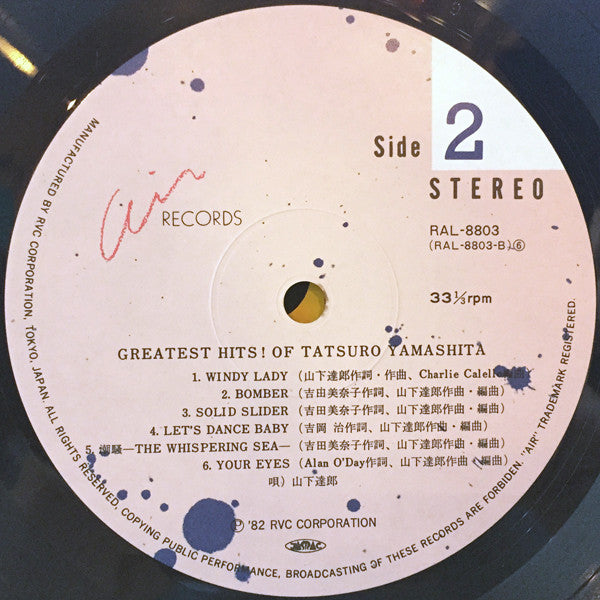 Side 2
STEREO
air RECORDS
RAL-8803
(RAL-8803-B)⑥
33⅓rpm
GREATEST HITS! OF TATSURO YAMASHITA
1. WINDY LADY (山下達郎作詞・作曲、Charlie Calello
2. BOMBER (吉田美奈子作詞、山下達郎作曲・編曲)
3. SOLID SLIDER (吉田美奈子作詞、山下達郎作曲・編曲)
4. LET'S DANCE BABY (吉岡 治作詞、山下達郎作曲・編曲)
5. 潮騒—THE WHISPERING SEA— (吉田美奈子作詞、山下達郎作曲・編曲)
6. YOUR EYES (Alan O'Day作詞、山下達郎作曲・編曲)
唄) 山下達郎
Ⓟ '82 RVC CORPORATION
JASRAC
MANUFACTURED BY RVC CORPORATION, TOKYO, JAPAN. ALL RIGHTS RESERVED, COPYING PUBLIC PERFORMANCE, BROADCASTING OF THESE RECORDS ARE FORBIDDEN. "AIR" TRADEMARK REGISTERED.